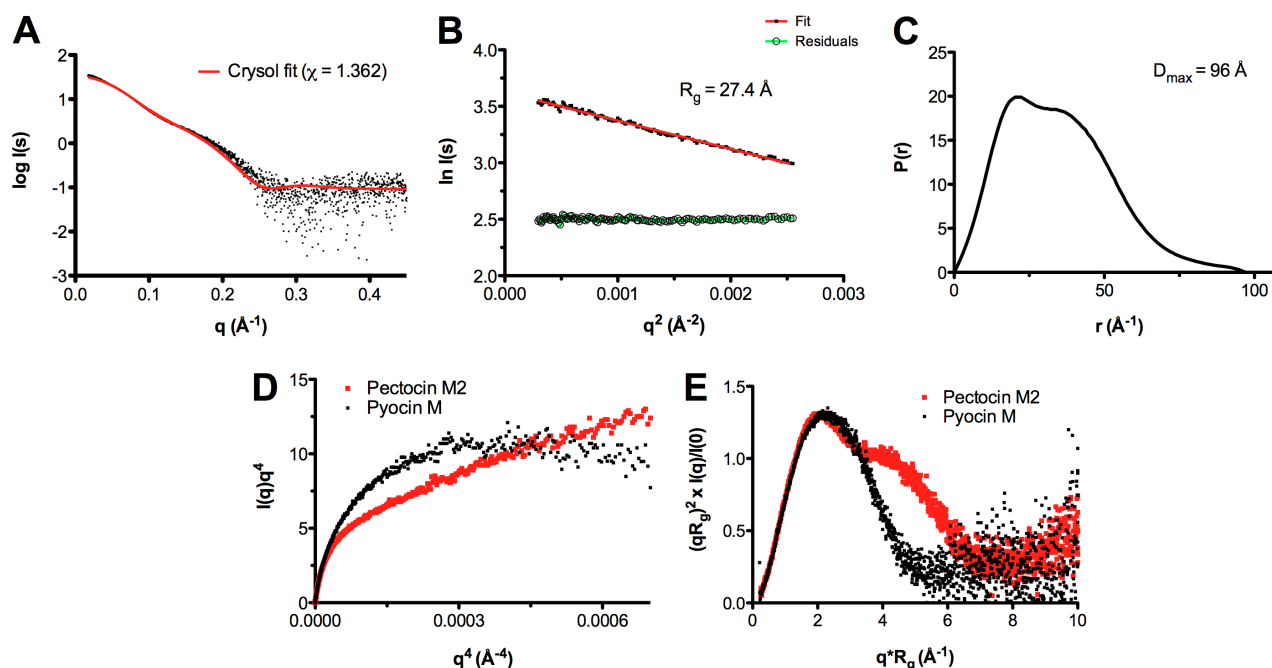 A
2
1
0
-1
-2
-3
0.0
0.1
0.2
0.3
0.4
log I(s)
q (Å⁻¹)
Crysol fit (χ = 1.362)
B
Fit
Residuals
4.0
3.5
3.0
2.5
2.0
0.000
0.001
0.002
0.003
ln I(s)
q² (Å⁻²)
R_g = 27.4 Å
C
D_max = 96 Å
25
20
15
10
5
0
0
50
100
P(r)
r (Å⁻¹)
D
Pectocin M2
Pyocin M
15
10
5
0
0.0000
0.0003
0.0006
I(q)q⁴
q⁴ (Å⁻⁴)
E
Pectocin M2
Pyocin M
1.5
1.0
0.5
0.0
0
2
4
6
8
10
(qR_g)² x I(q)/I(0)
q*R_g (Å⁻¹)